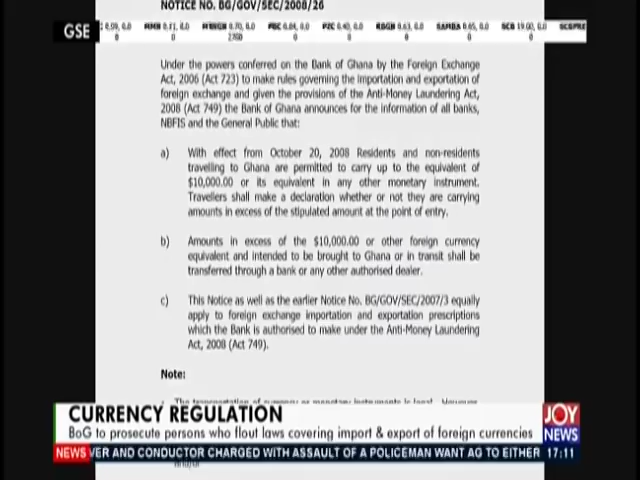 NOTICE NO. BG/GOV/SEC/2008/26
GSE
Under the powers conferred on the Bank of Ghana by the Foreign Exchange
Act, 2006 (Act 723) to make rules governing the importation and exportation of
foreign exchange and given the provisions of the Anti-Money Laundering Act,
2008 (Act 749) the Bank of Ghana announces for the information of all banks,
NBFIS and the General Public that:
a) With effect from October 20, 2008 Residents and non-residents
travelling to Ghana are permitted to carry up to the equivalent of
$10,000.00 or its equivalent in any other monetary instrument.
Travellers shall make a declaration whether or not they are carrying
amounts in excess of the stipulated amount at the point of entry.
b) Amounts in excess of the $10,000.00 or other foreign currency
equivalent and intended to be brought to Ghana or in transit shall be
transferred through a bank or any other authorised dealer.
c) This Notice as well as the earlier Notice No. BG/GOV/SEC/2007/3 equally
apply to foreign exchange importation and exportation prescriptions
which the Bank is authorised to make under the Anti-Money Laundering
Act, 2008 (Act 749).
Note:
CURRENCY REGULATION
BoG to prosecute persons who flout laws covering import & export of foreign currencies
JOY
NEWS
NEWS VER AND CONDUCTOR CHARGED WITH ASSAULT OF A POLICEMAN WANT AG TO EITHER 17:11